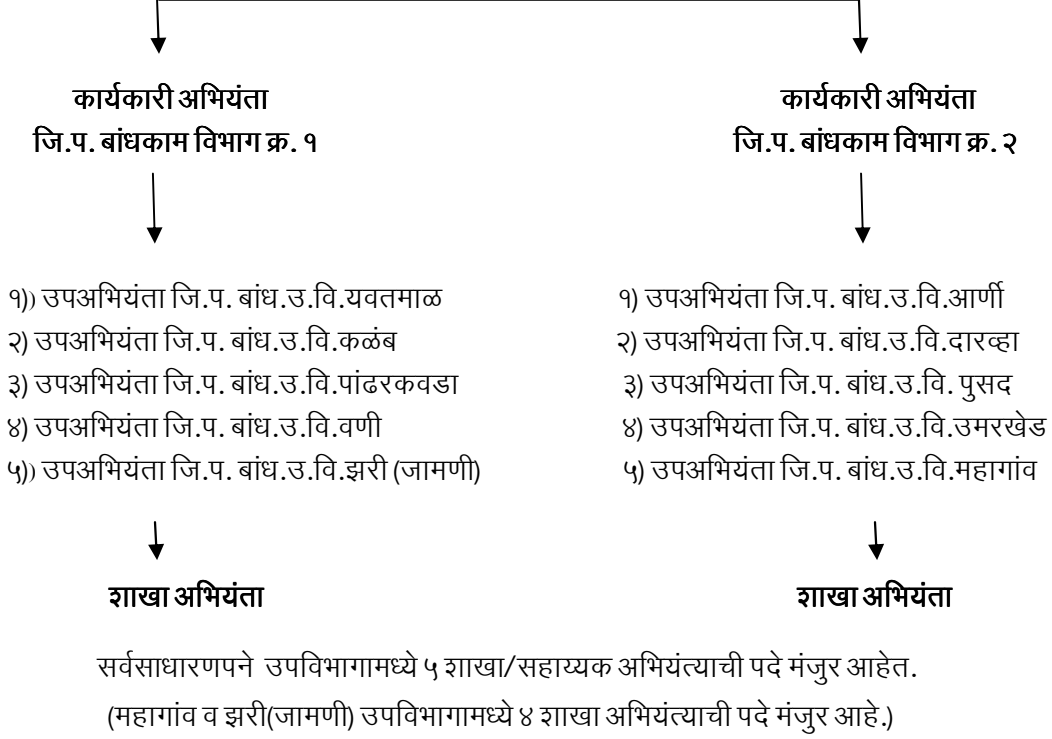 कार्यकारी अभियंता
जि.प. बांधकाम विभाग क्र. १
१)) उपअभियंता जि.प. बांध.उ.वि.यवतमाळ
२) उपअभियंता जि.प. बांध.उ.वि.कळंब
३) उपअभियंता जि.प. बांध.उ.वि.पांढरकवडा
४) उपअभियंता जि.प. बांध.उ.वि.वणी
५)) उपअभियंता जि.प. बांध.उ.वि.झरी (जामणी)
शाखा अभियंता
कार्यकारी अभियंता
जि.प. बांधकाम विभाग क्र. २
१) उपअभियंता जि.प. बांध.उ.वि.आर्णी
२) उपअभियंता जि.प. बांध.उ.वि.दारव्हा
३) उपअभियंता जि.प. बांध.उ.वि. पुसद
४) उपअभियंता जि.प. बांध.उ.वि.उमरखेड
५) उपअभियंता जि.प. बांध.उ.वि.महागांव
शाखा अभियंता
सर्वसाधारणपने उपविभागामध्ये ५ शाखा/सहाय्यक अभियंत्याची पदे मंजुर आहेत.
(महागांव व झरी(जामणी) उपविभागामध्ये ४ शाखा अभियंत्याची पदे मंजुर आहे.)